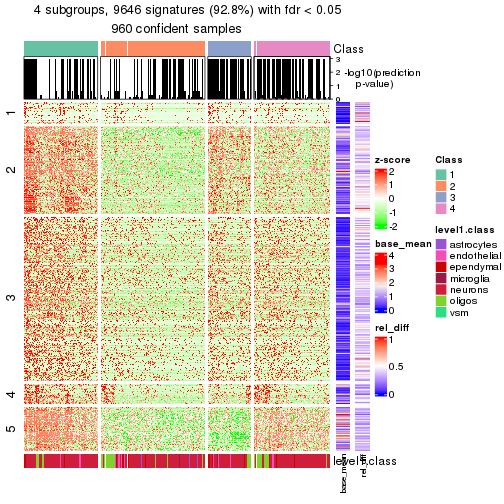 4 subgroups, 9646 signatures (92.8%) with fdr < 0.05
960 confident samples
Class
3
2
1
0
-log10(prediction
p-value)
1
2
3
4
5
z-score
2
1
0
-1
-2
base_mean
4
3
2
1
0
rel_diff
1
0.5
0
Class
1
2
3
4
level1.class
astrocytes
endothelial
ependymal
microglia
neurons
oligos
vsm
level1.class
base_mean
rel_diff